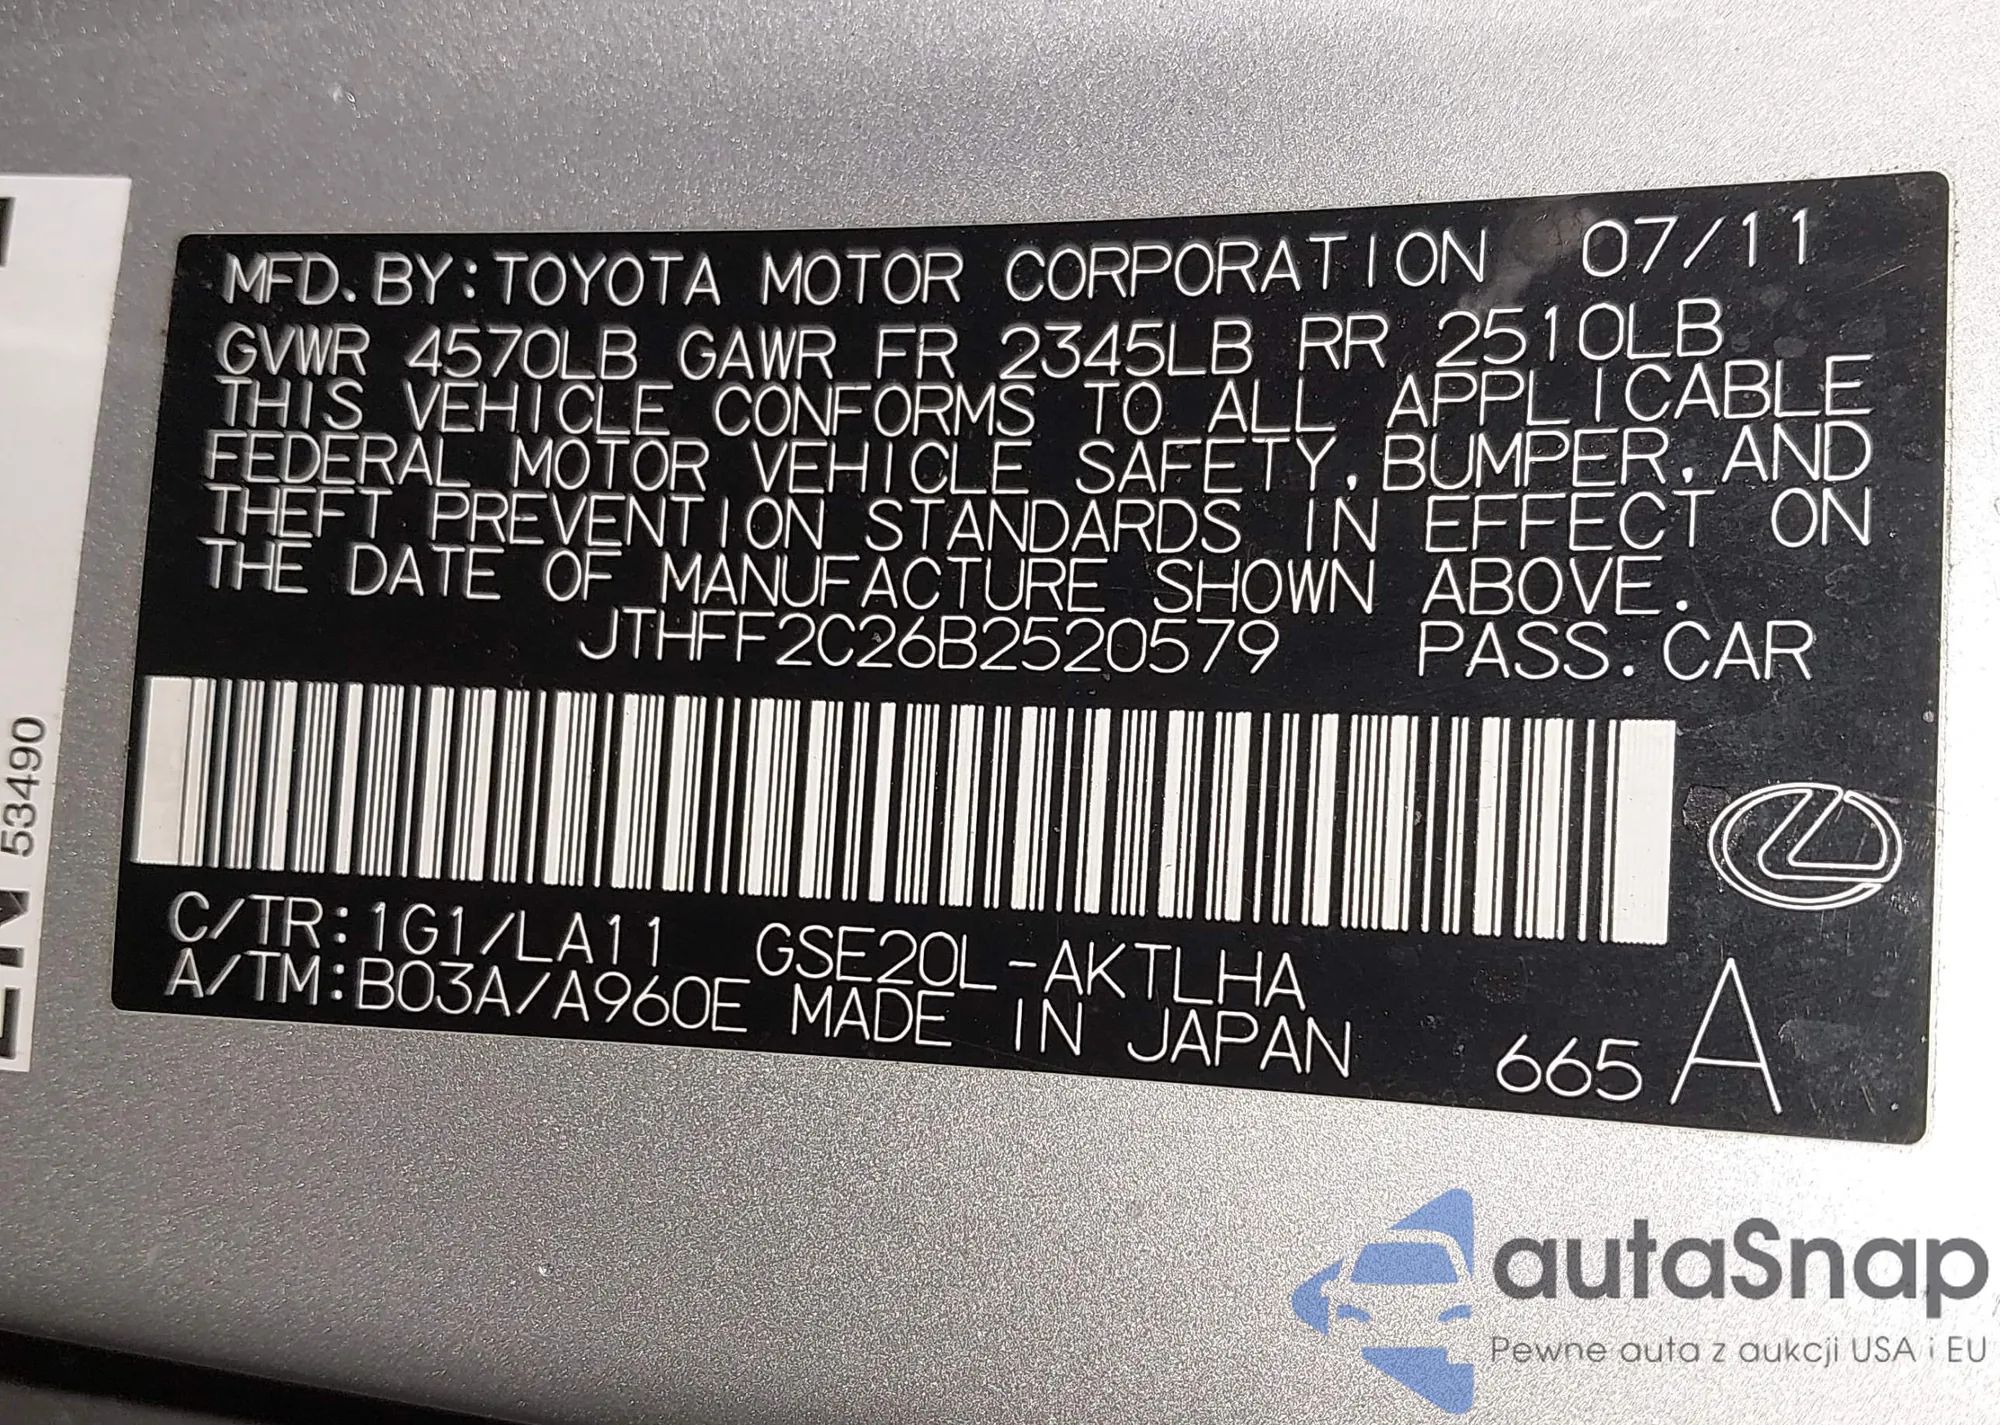 MFD. BY: TOYOTA MOTOR CORPORATION 07/11
GVWR 4570LB GAWR FR 2345LB RR 2510LB
THIS VEHICLE CONFORMS TO ALL APPLICABLE
FEDERAL MOTOR VEHICLE SAFETY, BUMPER, AND
THEFT PREVENTION STANDARDS IN EFFECT ON
THE DATE OF MANUFACTURE SHOWN ABOVE.
JTHFF2C26B2520579 PASS. CAR
C/TR: 1G1/LA11 GSE20L-AKTLHA
A/TM: B03A/A960E MADE IN JAPAN 665 A
53490
autaSnap
Pewne auta z aukcji USA i EU